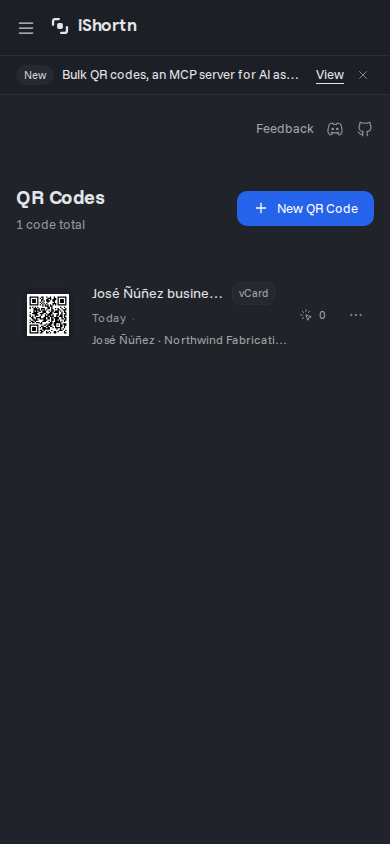 IShortn
New Bulk QR codes, an MCP server for AI as... View
Feedback
QR Codes
1 code total
New QR Code
José Ñúñez busine... vCard
Today ·
José Ñúñez · Northwind Fabricati...
0